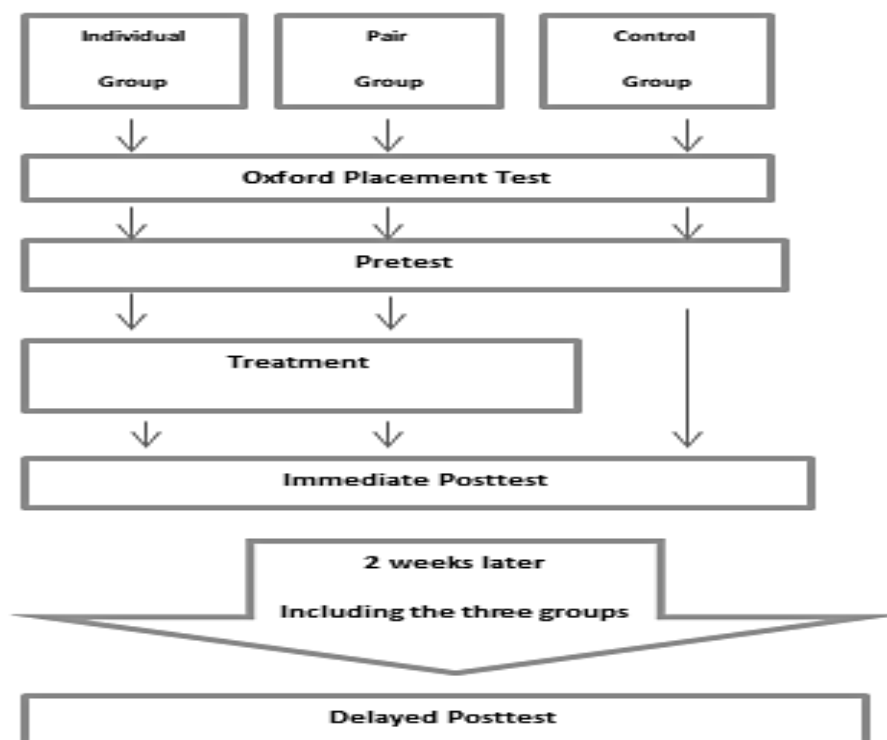 Individual
Group
Pair
Group
Control
Group
Oxford Placement Test
Pretest
Treatment
Immediate Posttest
2 weeks later
Including the three groups
Delayed Posttest